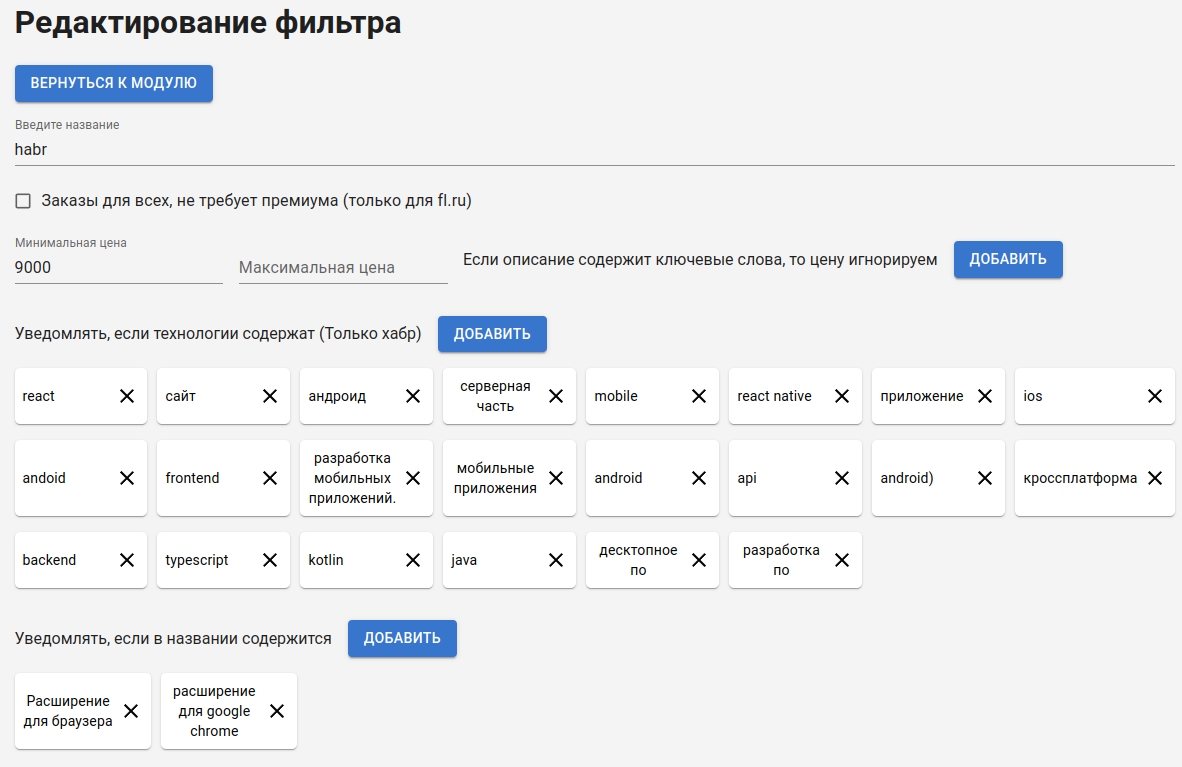 Редактирование фильтра
ВЕРНУТЬСЯ К МОДУЛЮ
Введите название
habr
Заказы для всех, не требует премиума (только для fl.ru)
Минимальная цена
9000
Максимальная цена
Если описание содержит ключевые слова, то цену игнорируем
ДОБАВИТЬ
Уведомлять, если технологии содержат (Только хабр)
ДОБАВИТЬ
react
сайт
андроид
серверная
часть
mobile
react native
приложение
ios
andoid
frontend
разработка
мобильных
приложений.
мобильные
приложения
android
api
android)
кроссплатформа
backend
typescript
kotlin
java
десктопное
по
разработка
по
Уведомлять, если в названии содержится
ДОБАВИТЬ
Расширение
для браузера
расширение
для google
chrome